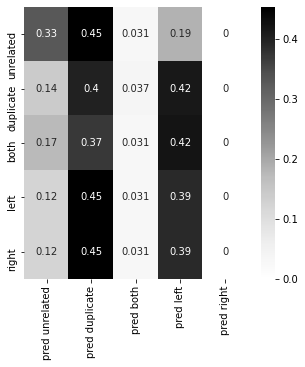 unrelated 0.33 0.45 0.031 0.19 0
duplicate 0.14 0.4 0.037 0.42 0
both 0.17 0.37 0.031 0.42 0
left 0.12 0.45 0.031 0.39 0
right 0.12 0.45 0.031 0.39 0
pred unrelated
pred duplicate
pred both
pred left
pred right
0.4
0.3
0.2
0.1
0.0